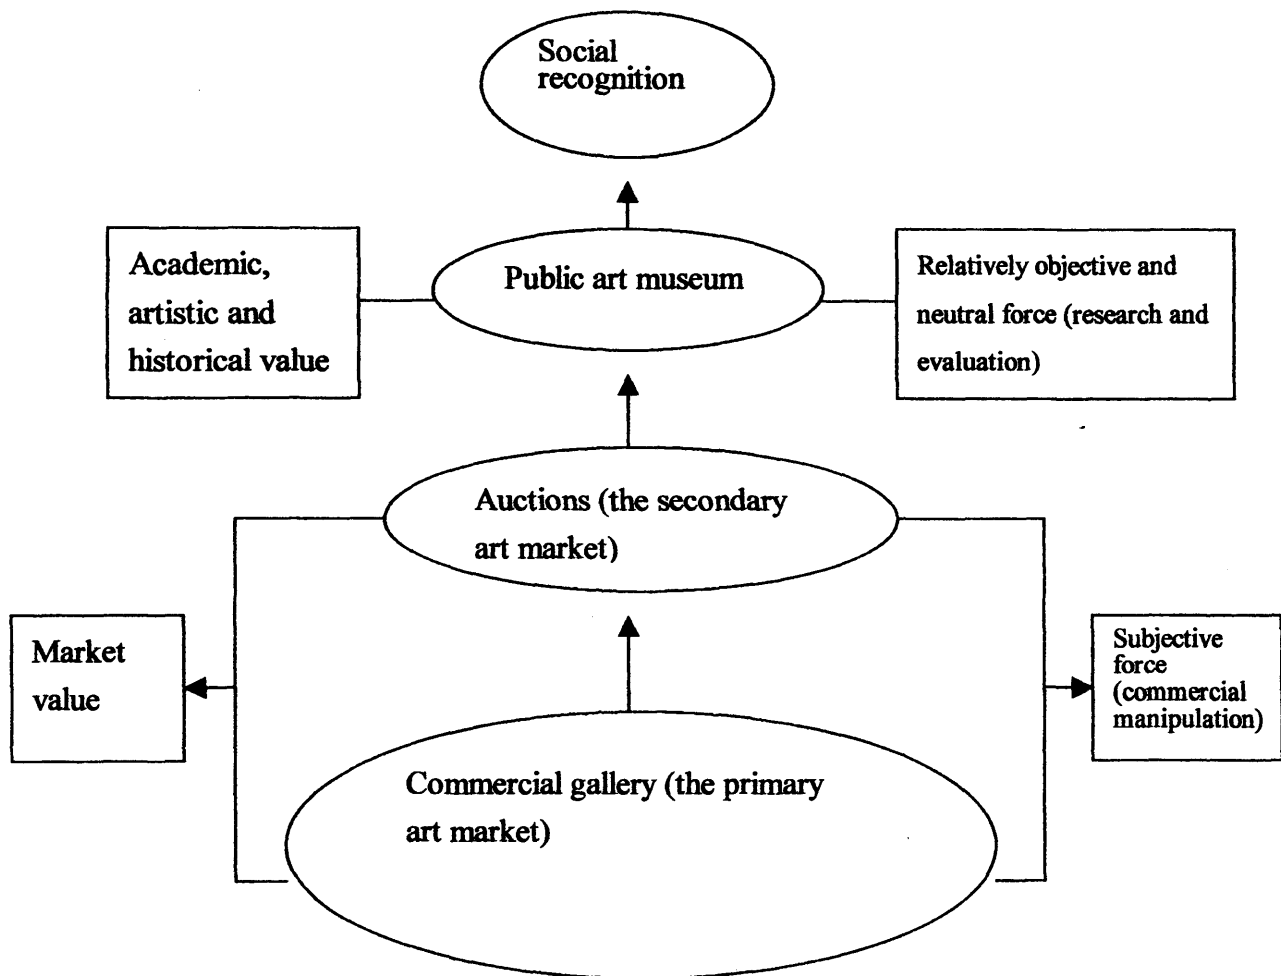 Social
recognition
Academic,
artistic and
historical value
Public art museum
Relatively objective and
neutral force (research and
evaluation)
Auctions (the secondary
art market)
Market
value
Subjective
force
(commercial
manipulation)
Commercial gallery (the primary
art market)